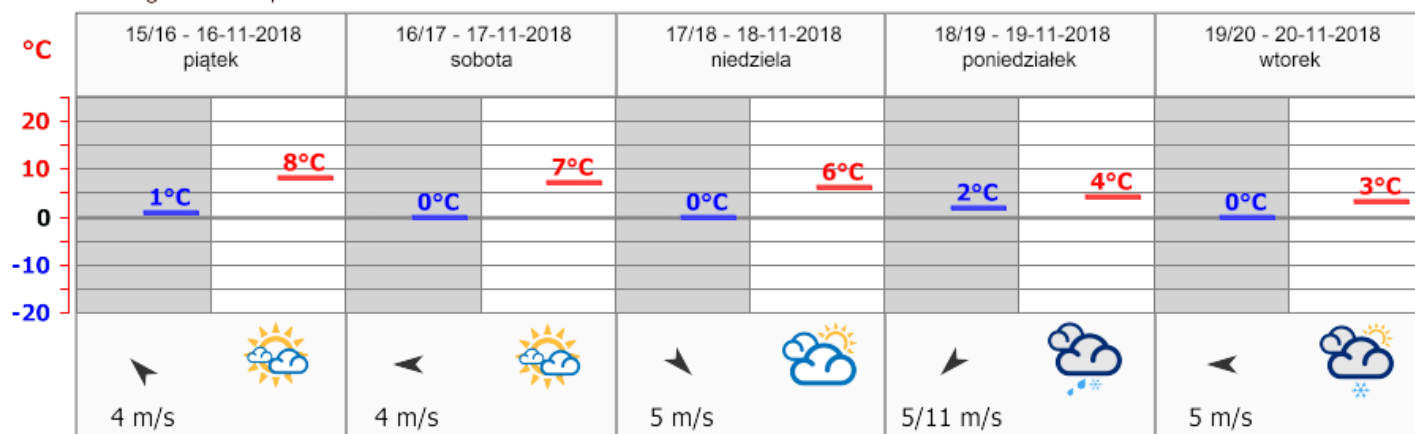 °C
15/16 - 16-11-2018
piątek
16/17 - 17-11-2018
sobota
17/18 - 18-11-2018
niedziela
18/19 - 19-11-2018
poniedziałek
19/20 - 20-11-2018
wtorek
20
10
0
-10
-20
1°C
8°C
0°C
7°C
0°C
6°C
2°C
4°C
0°C
3°C
4 m/s
4 m/s
5 m/s
5/11 m/s
5 m/s